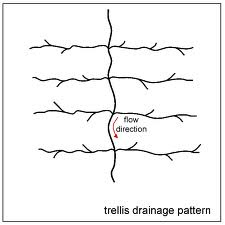 flow
direction
trellis drainage pattern